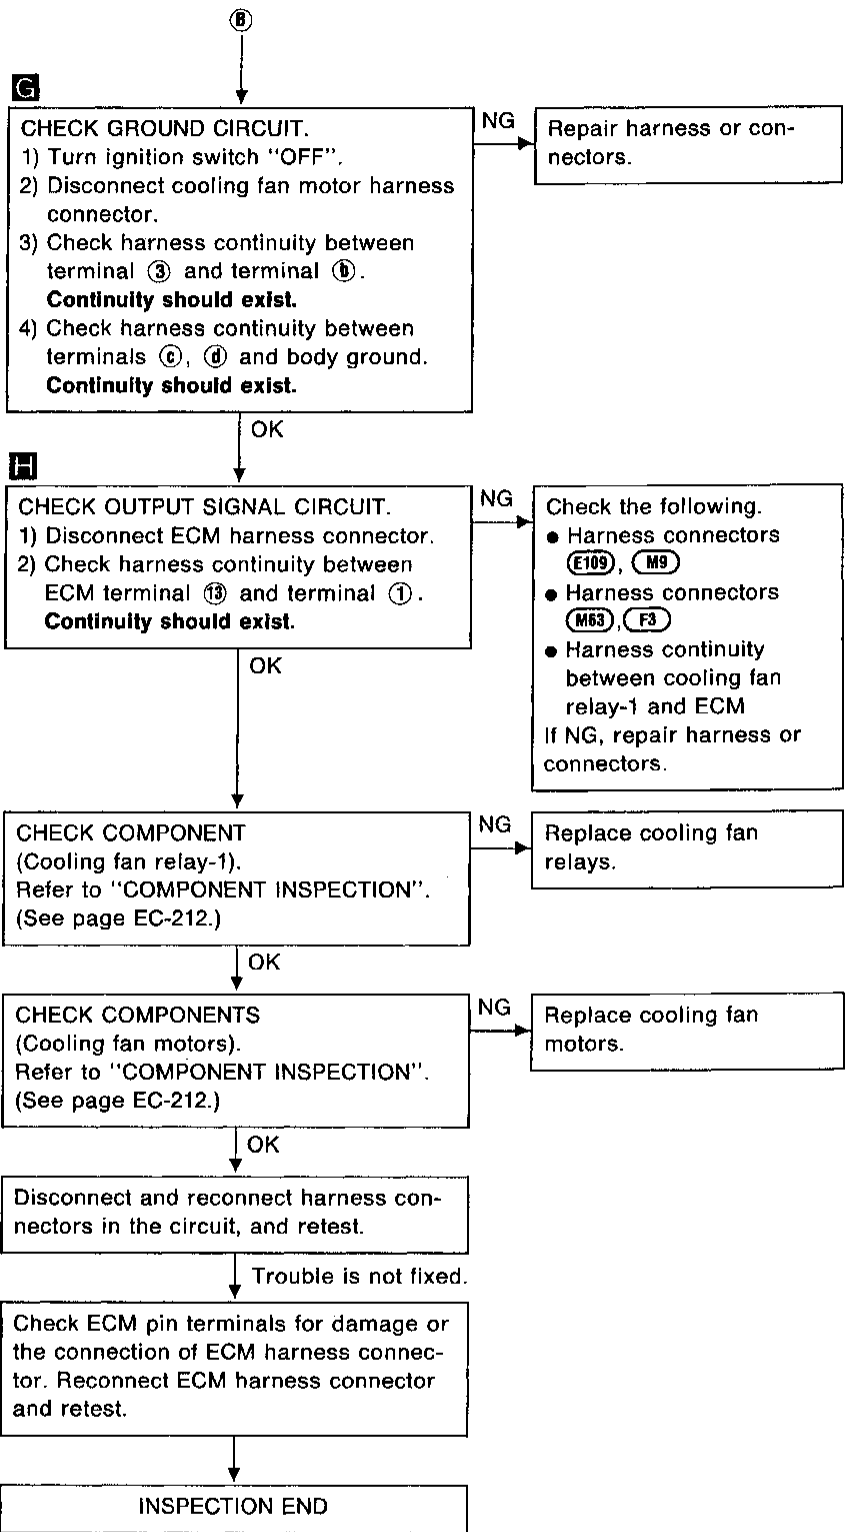 B
G
CHECK GROUND CIRCUIT.
1) Turn ignition switch "OFF".
2) Disconnect cooling fan motor harness
connector.
3) Check harness continuity between
terminal ③ and terminal ⓑ.
Continuity should exist.
4) Check harness continuity between
terminals ⓒ, ⓓ and body ground.
Continuity should exist.
NG
Repair harness or con-
nectors.
OK
H
CHECK OUTPUT SIGNAL CIRCUIT.
1) Disconnect ECM harness connector.
2) Check harness continuity between
ECM terminal ⑬ and terminal ①.
Continuity should exist.
NG
Check the following.
● Harness connectors
E109, M9
● Harness connectors
M63, F3
● Harness continuity
between cooling fan
relay-1 and ECM
If NG, repair harness or
connectors.
OK
CHECK COMPONENT
(Cooling fan relay-1).
Refer to "COMPONENT INSPECTION".
(See page EC-212.)
NG
Replace cooling fan
relays.
OK
CHECK COMPONENTS
(Cooling fan motors).
Refer to "COMPONENT INSPECTION".
(See page EC-212.)
NG
Replace cooling fan
motors.
OK
Disconnect and reconnect harness con-
nectors in the circuit, and retest.
Trouble is not fixed.
Check ECM pin terminals for damage or
the connection of ECM harness connec-
tor. Reconnect ECM harness connector
and retest.
INSPECTION END